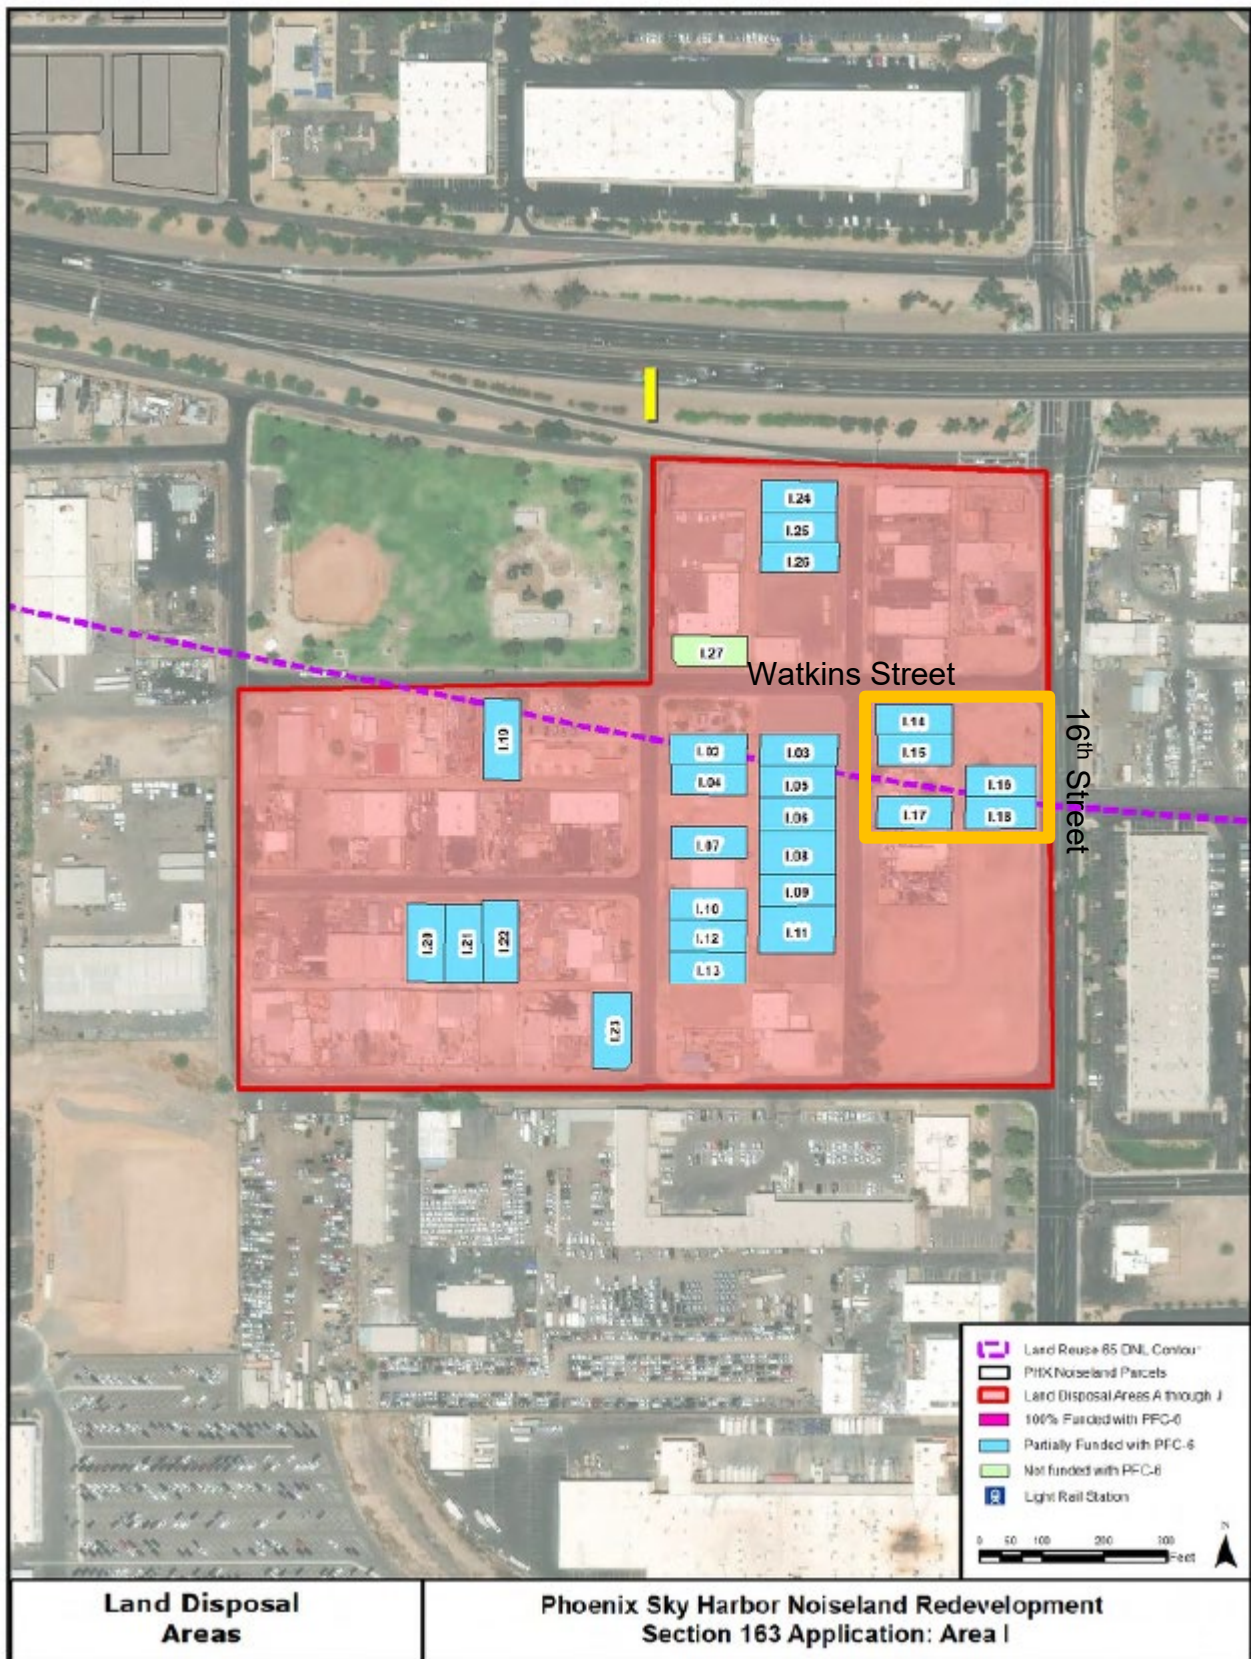 I.24
I.25
I.26
I.27
Watkins Street
16th Street
I.14
I.15
I.19
I.02
I.03
I.16
I.04
I.05
I.17
I.18
I.06
I.07
I.08
I.09
I.10
I.11
I.12
I.13
I.20
I.21
I.22
I.23
Land Reuse 65 DNL Contour
PHX Noiseland Parcels
Land Disposal Areas A through J
100% Funded with PFC-6
Partially Funded with PFC-6
Not funded with PFC-6
Light Rail Station
N
0 50 100 200 300
Feet
Land Disposal
Areas
Phoenix Sky Harbor Noiseland Redevelopment
Section 163 Application: Area I